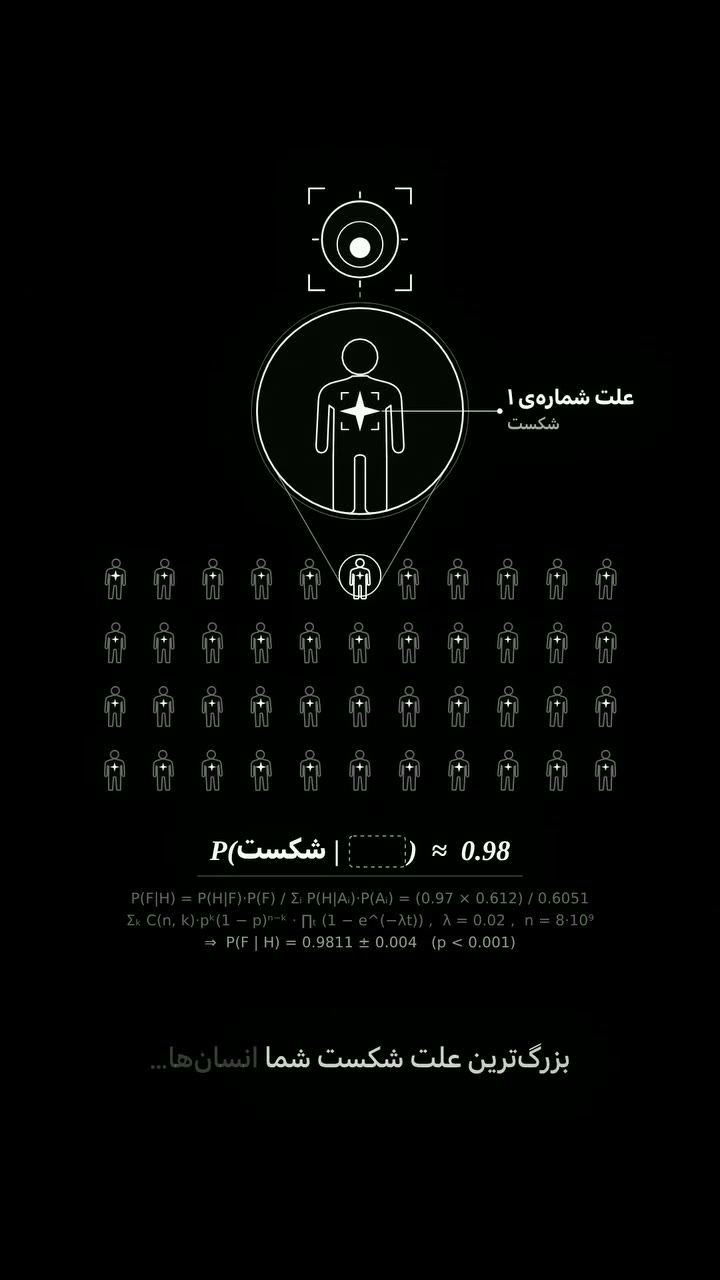 علت شماره‌ی ۱
شکست
P(شکست | ) ≈ 0.98
P(F|H) = P(H|F)·P(F) / Σᵢ P(H|Aᵢ)·P(Aᵢ) = (0.97 × 0.612) / 0.6051
Σₖ C(n, k)·pᵏ(1 − p)ⁿ⁻ᵏ · ∏ₜ (1 − e^(−λt)) , λ = 0.02 , n = 8·10⁹
⇒ P(F | H) = 0.9811 ± 0.004 (p < 0.001)
بزرگ‌ترین علت شکست شما انسان‌ها...